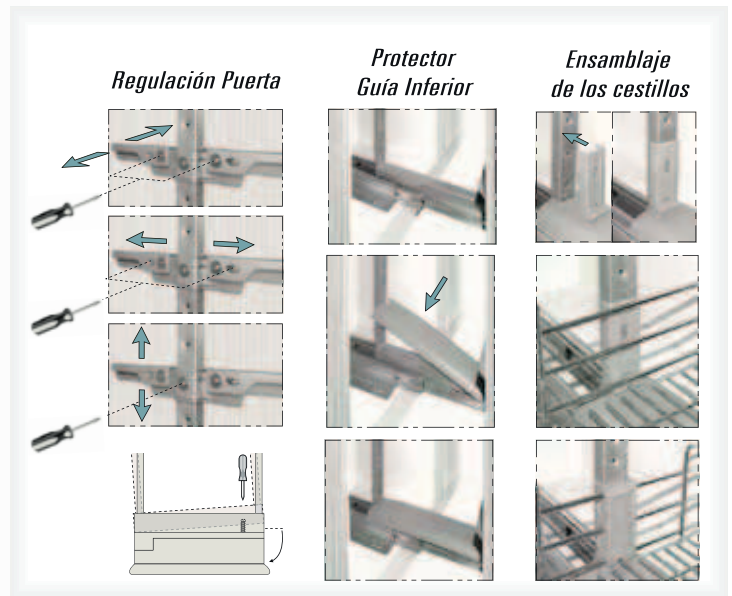 Regulación Puerta
Protector
Guía Inferior
Ensamblaje
de los cestillos